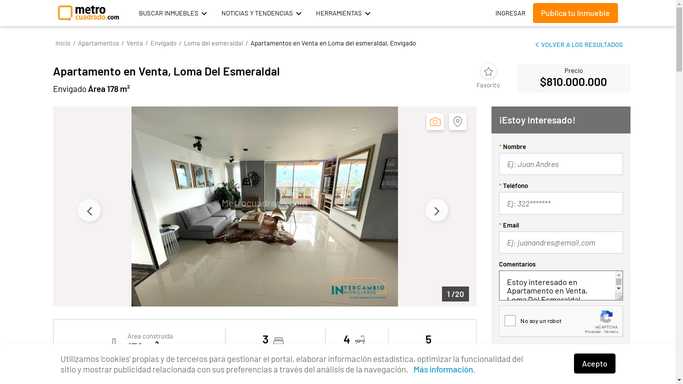 metro
cuadrado.com
BUSCAR INMUEBLES
NOTICIAS Y TENDENCIAS
HERRAMIENTAS
INGRESAR
Publica tu Inmueble
Inicio / Apartamentos / Venta / Envigado / Loma del esmeraldal / Apartamentos en Venta en Loma del esmeraldal, Envigado
VOLVER A LOS RESULTADOS
Apartamento en Venta, Loma Del Esmeraldal
Envigado Área 178 m²
Favorito
Precio
$810.000.000
Metrocuadrado.com
INTERCAMBIO
INMOBILIARIO
1 / 20
¡Estoy Interesado!
* Nombre
Ej: Juan Andres
* Teléfono
Ej: 322*******
* Email
Ej: juanandres@email.com
Comentarios
Estoy interesado en
Apartamento en Venta,
Loma Del Esmeraldal
No soy un robot
reCAPTCHA
Privacidad - Términos
Área construida
3
4
5
Utilizamos 'cookies' propias y de terceros para gestionar el portal, elaborar información estadística, optimizar la funcionalidad del
sitio y mostrar publicidad relacionada con sus preferencias a través del análisis de la navegación. Más información.
Acepto